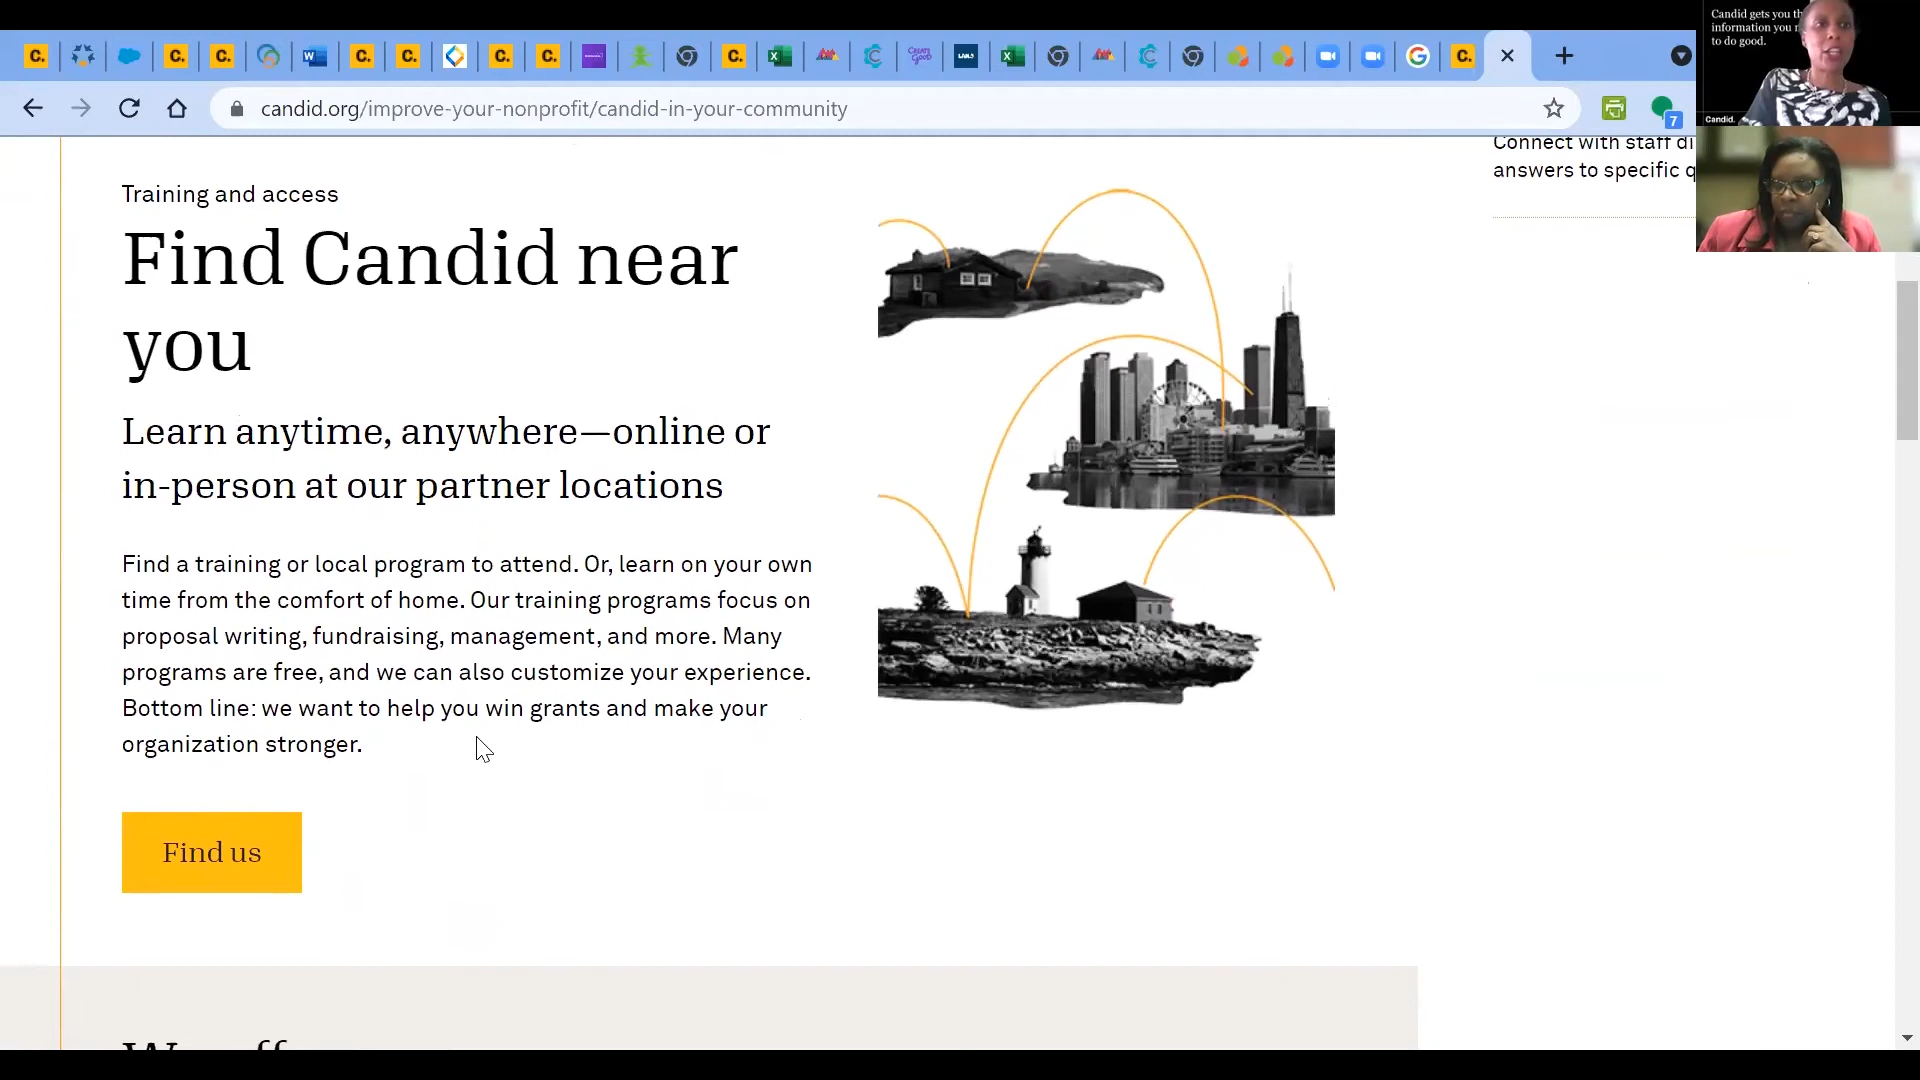 Candid gets you th
information you
to do good.
Candid.
C. C. C. W C. C. C. C. C. X CREATE GOOD X G C.
candid.org/improve-your-nonprofit/candid-in-your-community
7
Connect with staff di
answers to specific q
Training and access
Find Candid near
you
Learn anytime, anywhere—online or
in-person at our partner locations
Find a training or local program to attend. Or, learn on your own
time from the comfort of home. Our training programs focus on
proposal writing, fundraising, management, and more. Many
programs are free, and we can also customize your experience.
Bottom line: we want to help you win grants and make your
organization stronger.
Find us